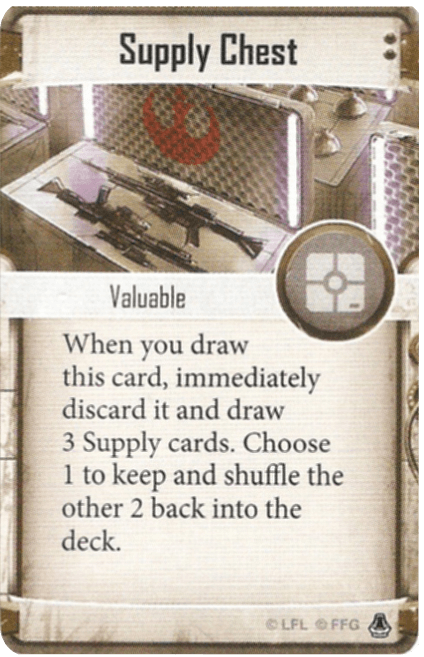 Supply Chest
Valuable
When you draw
this card, immediately
discard it and draw
3 Supply cards. Choose
1 to keep and shuffle the
other 2 back into the
deck.
© LFL © FFG